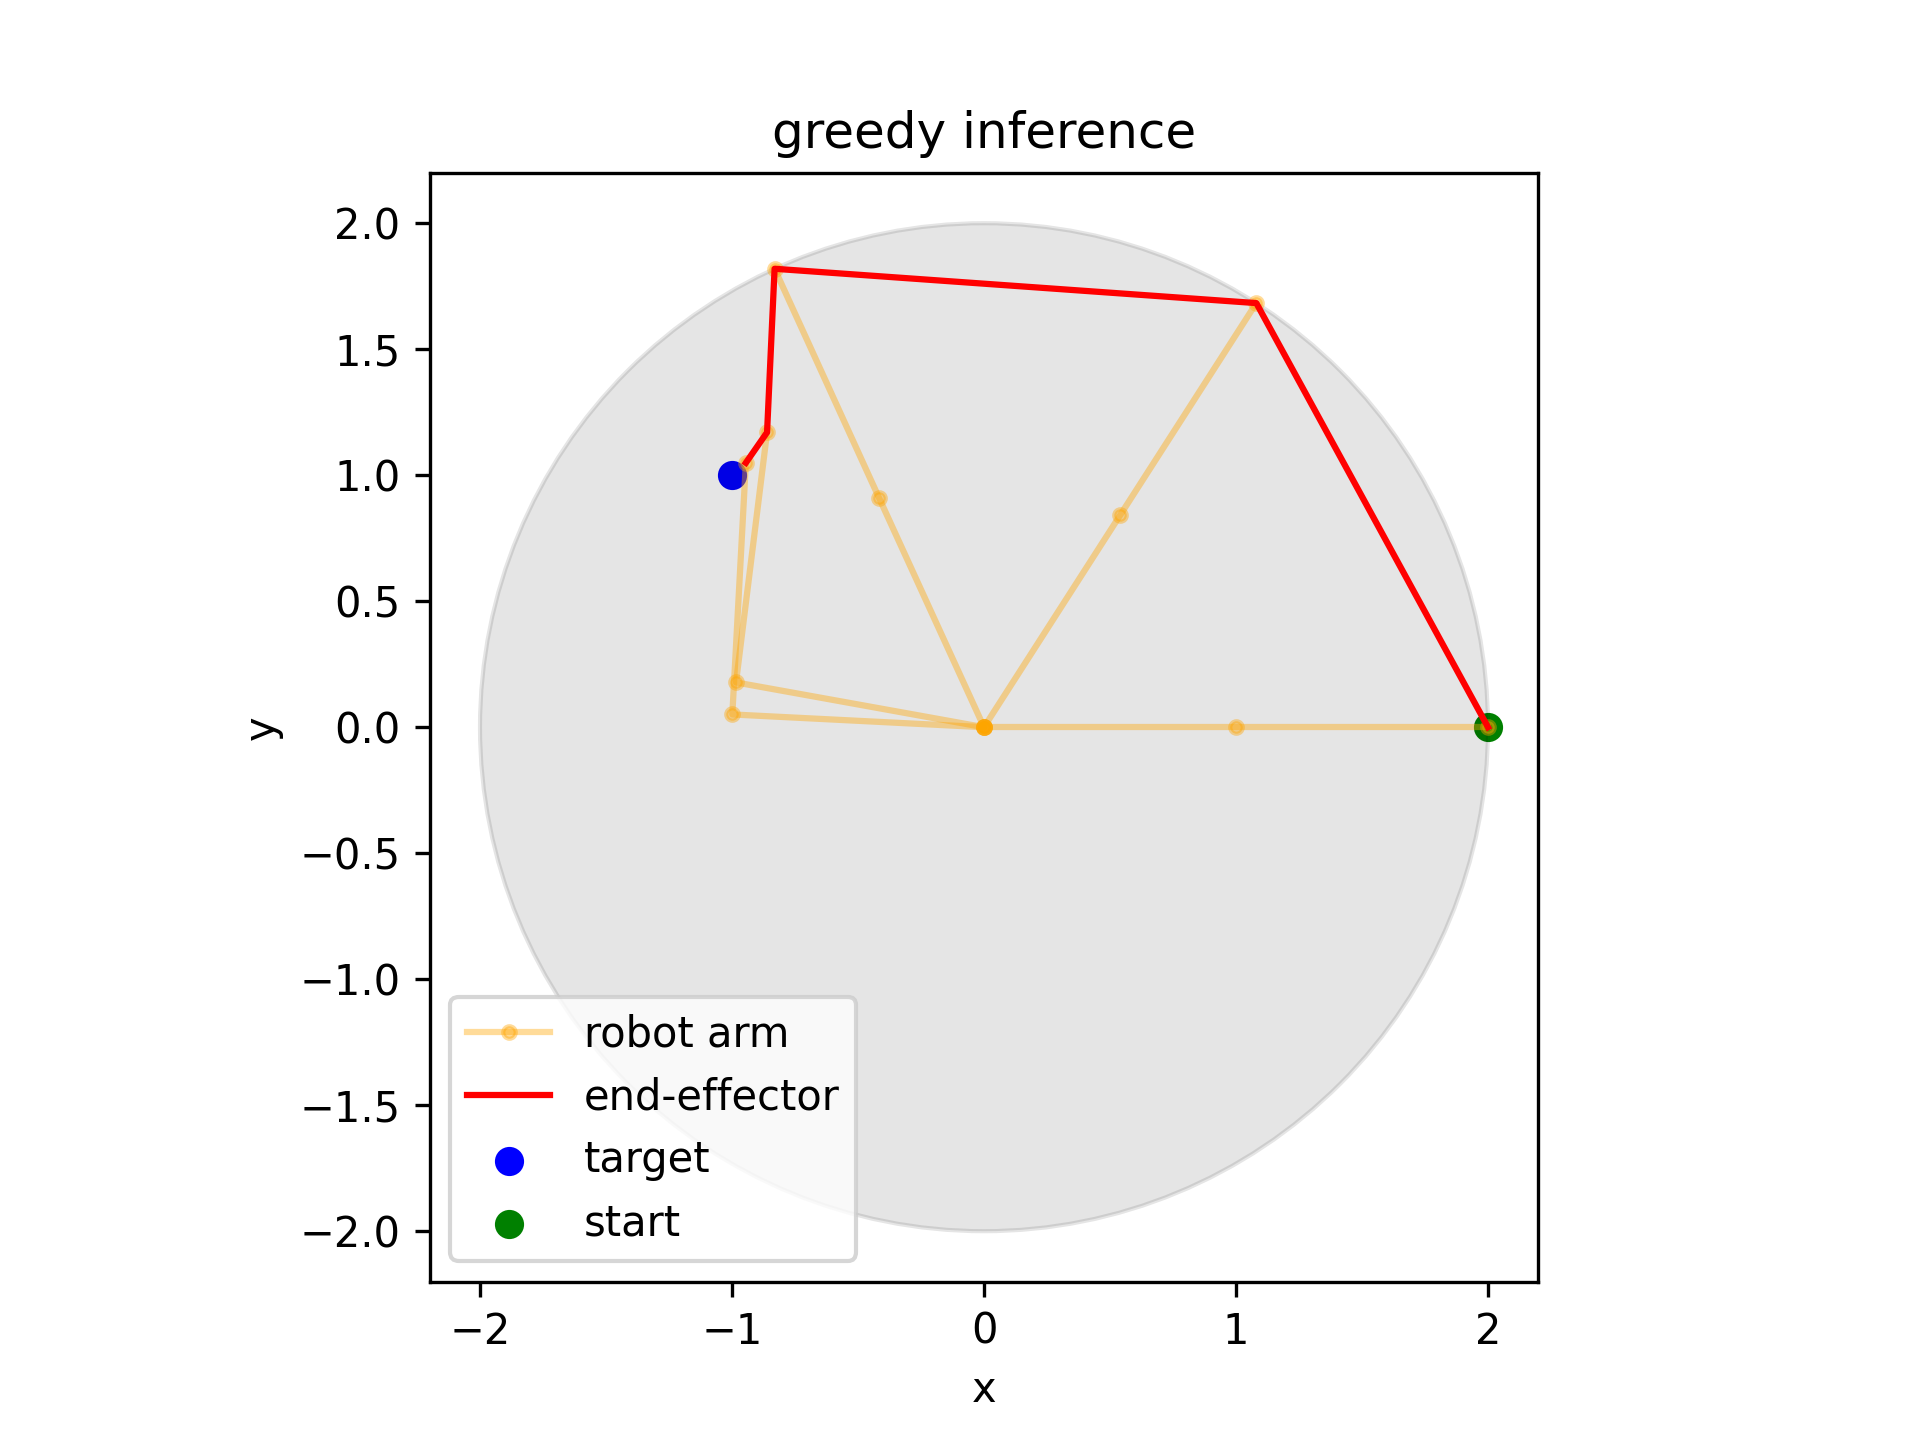 greedy inference
2.0
1.5
1.0
0.5
0.0
−0.5
−1.0
−1.5
−2.0
y
robot arm
end-effector
target
start
−2 −1 0 1 2
x